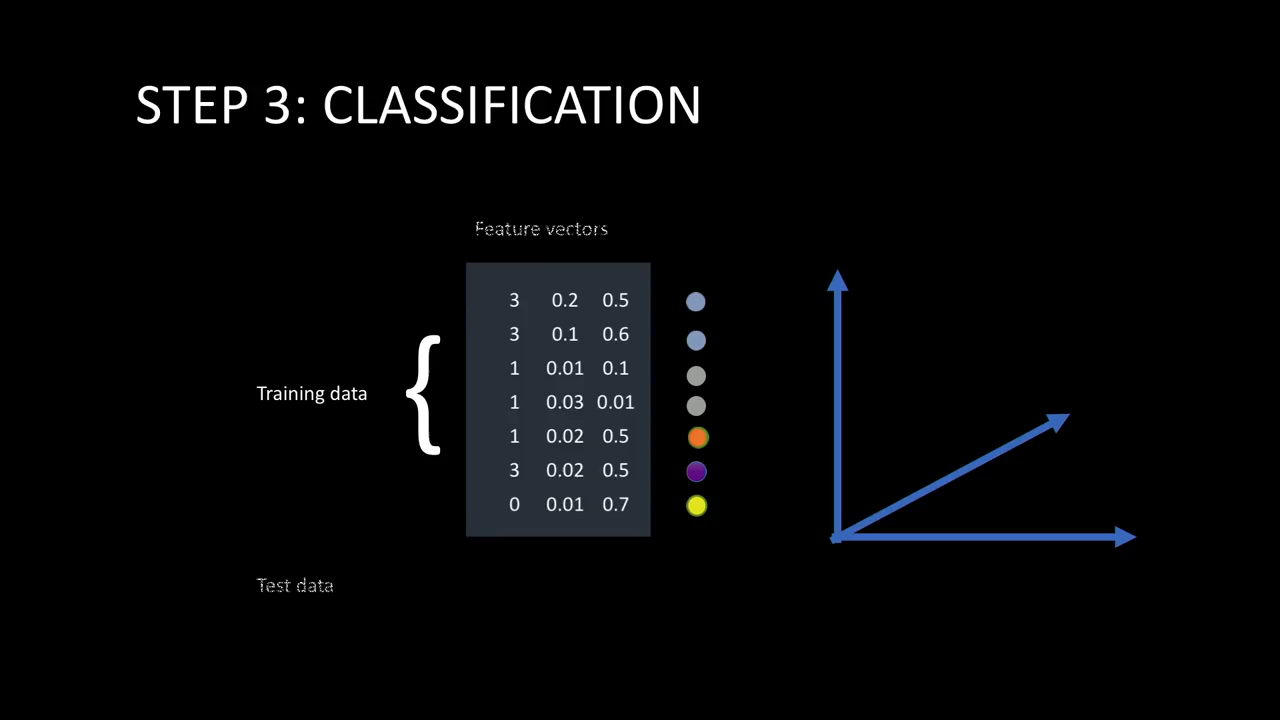 STEP 3: CLASSIFICATION
Feature vectors
3 0.2 0.5
3 0.1 0.6
1 0.01 0.1
Training data
1 0.03 0.01
1 0.02 0.5
3 0.02 0.5
0 0.01 0.7
Test data